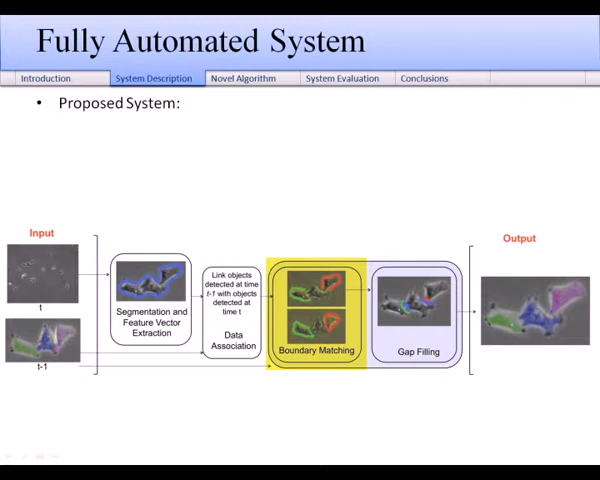 Fully Automated System
Introduction
System Description
Novel Algorithm
System Evaluation
Conclusions
• Proposed System:
Input
t
t-1
Segmentation and
Feature Vector
Extraction
Link objects
detected at time
t-1 with objects
detected at
time t
Data
Association
Boundary Matching
Gap Filling
Output